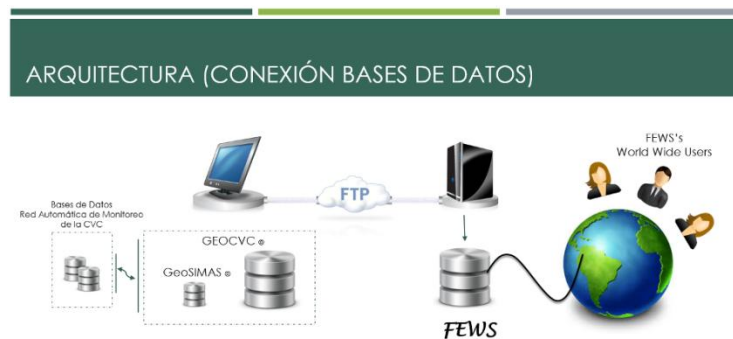 ARQUITECTURA (CONEXIÓN BASES DE DATOS)
FEWS's
World Wide Users
FTP
Bases de Datos
Red Automática de Monitoreo
de la CVC
GEOCVC ®
GeoSIMAS ®
FEWS